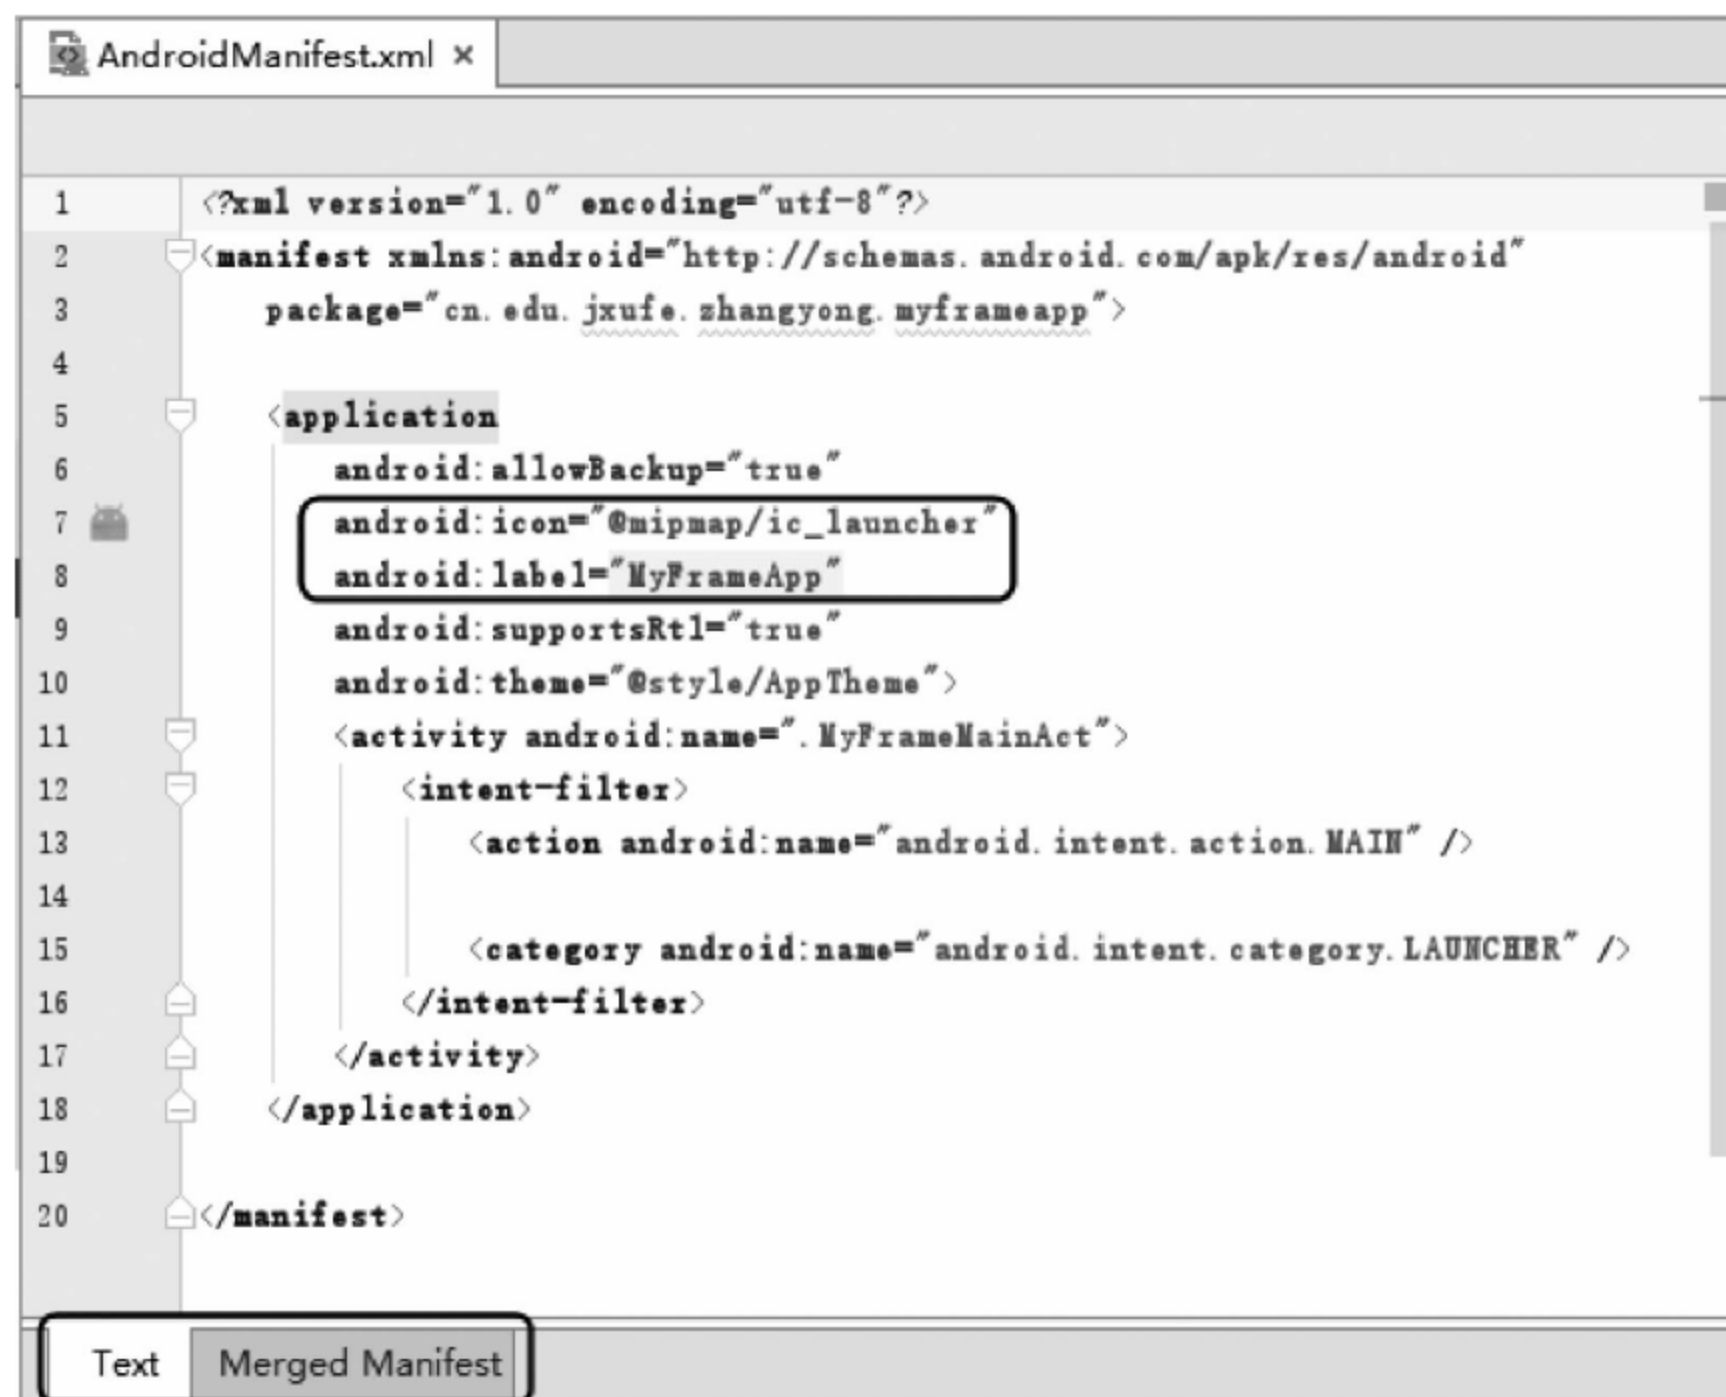 AndroidManifest.xml ×
1 <?xml version="1.0" encoding="utf-8"?>
2 <manifest xmlns:android="http://schemas.android.com/apk/res/android"
3 package="cn.edu.jxufe.zhangyong.myframeapp">
4
5 <application
6 android:allowBackup="true"
7 android:icon="@mipmap/ic_launcher"
8 android:label="MyFrameApp"
9 android:supportsRtl="true"
10 android:theme="@style/AppTheme">
11 <activity android:name=".MyFrameMainAct">
12 <intent-filter>
13 <action android:name="android.intent.action.MAIN" />
14
15 <category android:name="android.intent.category.LAUNCHER" />
16 </intent-filter>
17 </activity>
18 </application>
19
20 </manifest>
Text Merged Manifest